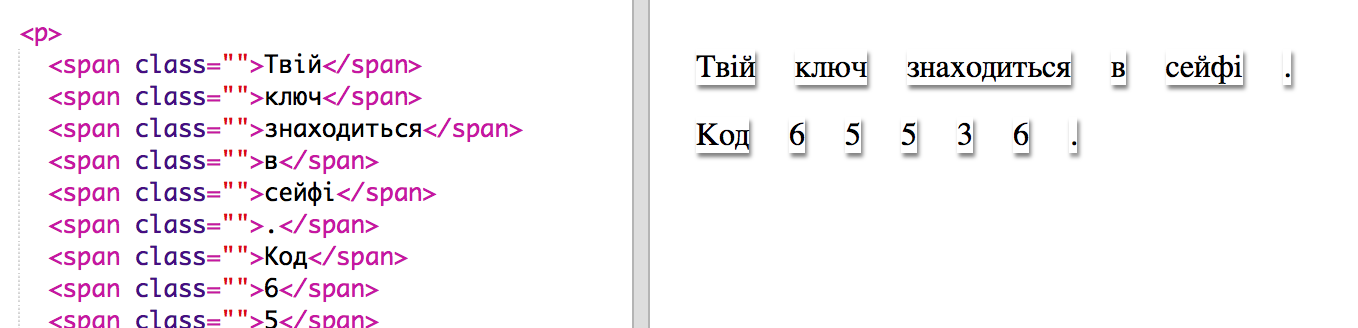 <p>
<span class="">Твій</span>
<span class="">ключ</span>
<span class="">знаходиться</span>
<span class="">в</span>
<span class="">сейфі</span>
<span class="">.</span>
<span class="">Код</span>
<span class="">6</span>
<span class="">5</span>
Твій ключ знаходиться в сейфі .
Код 6 5 5 3 6 .